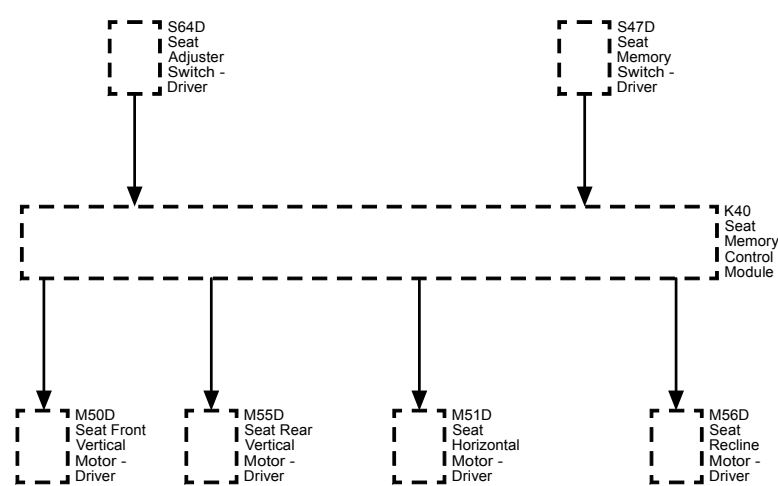 S64D
Seat
Adjuster
Switch -
Driver
S47D
Seat
Memory
Switch -
Driver
K40
Seat
Memory
Control
Module
M50D
Seat Front
Vertical
Motor -
Driver
M55D
Seat Rear
Vertical
Motor -
Driver
M51D
Seat
Horizontal
Motor -
Driver
M56D
Seat
Recline
Motor -
Driver